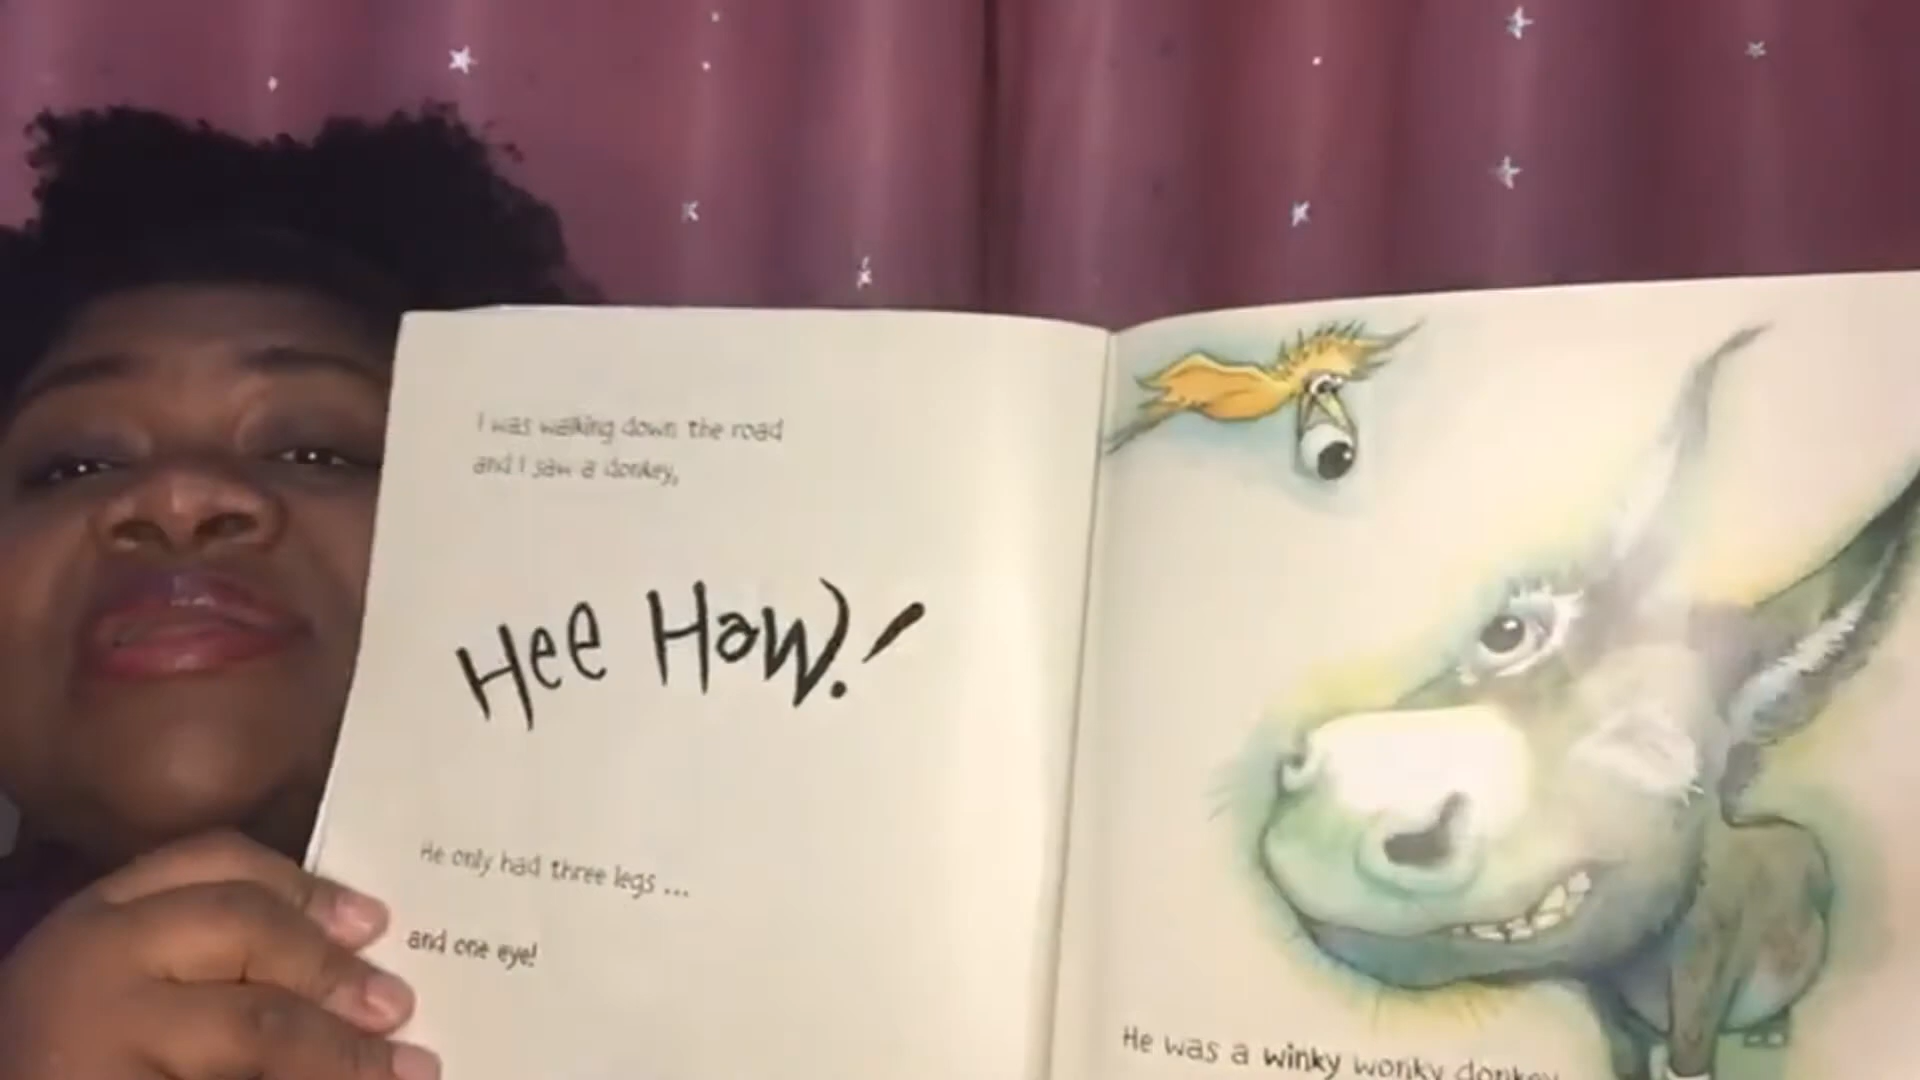 I was walking down the road
and I saw a donkey,
Hee Haw!
He only had three legs ...
and one eye!
He was a winky wonky donkey